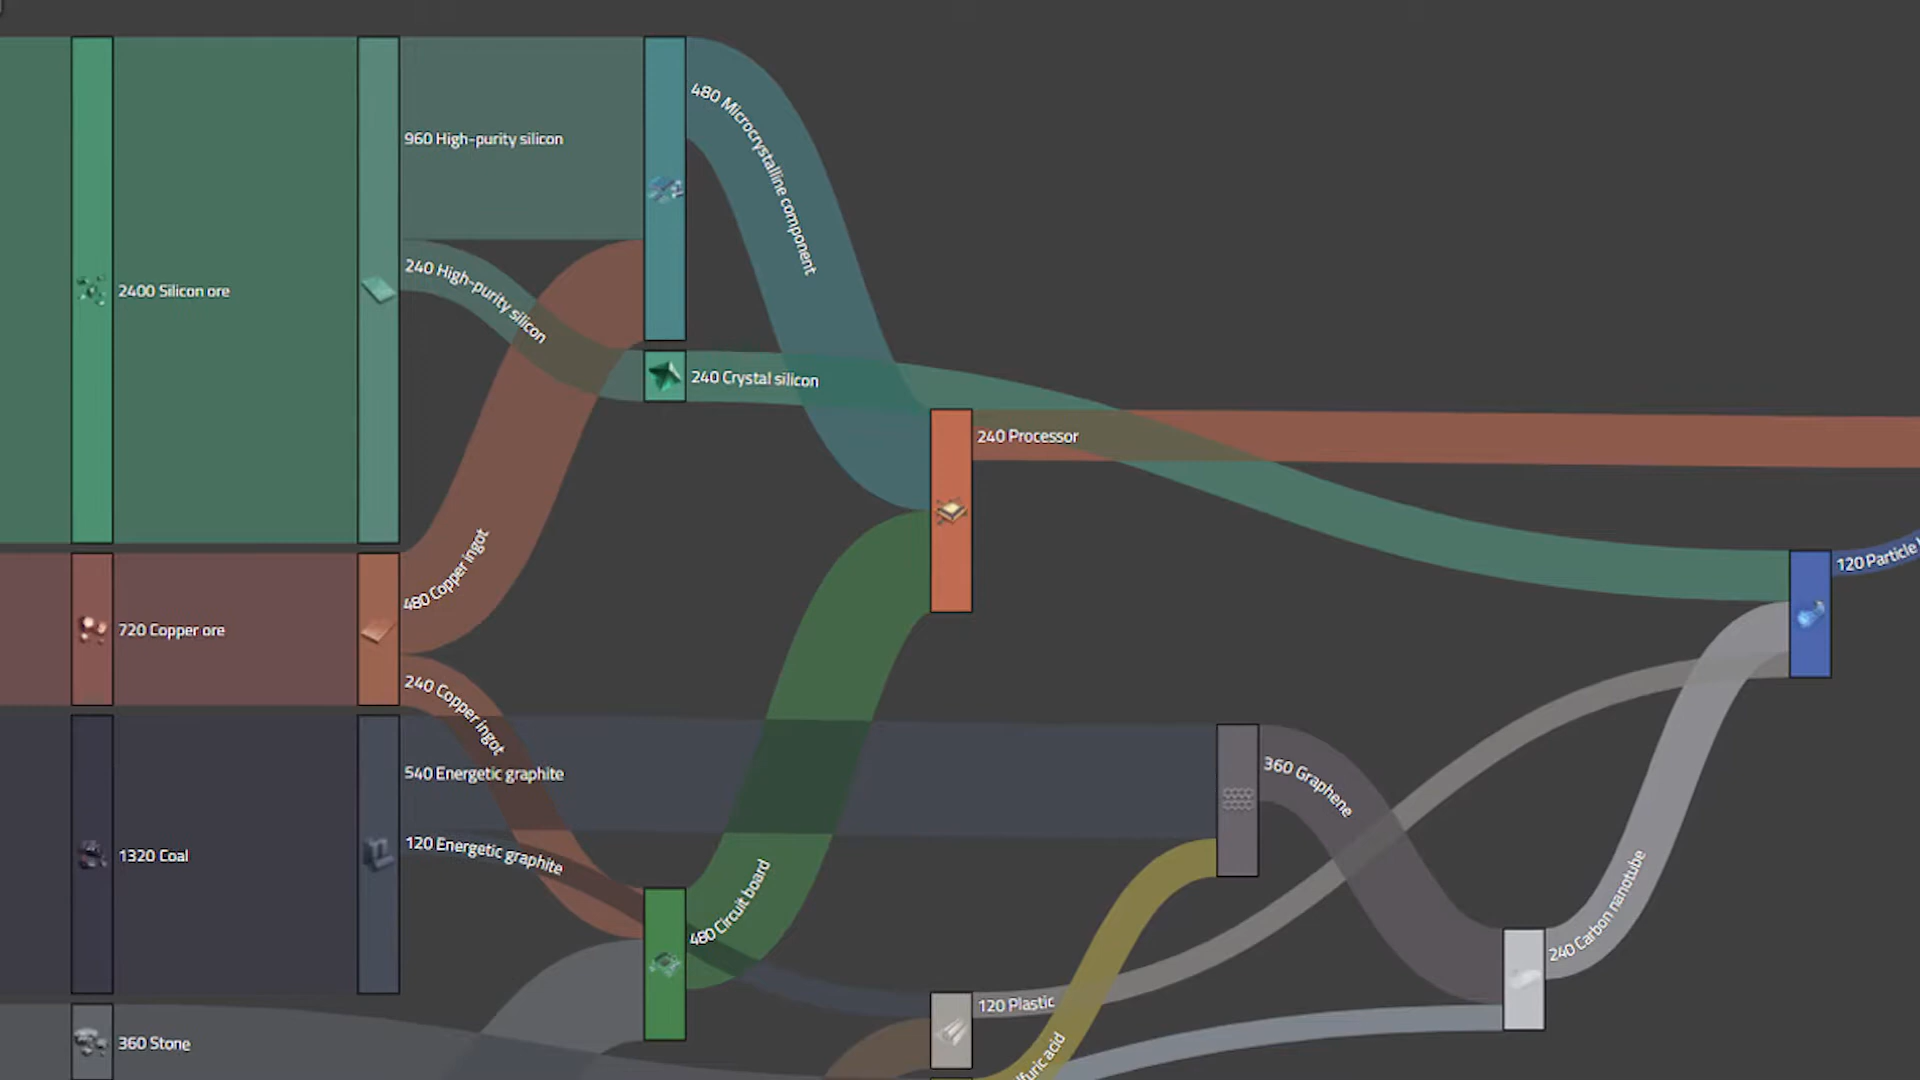 480 Microcrystalline component
960 High-purity silicon
240 High-purity silicon
2400 Silicon ore
240 Crystal silicon
240 Processor
480 Copper ingot
120 Particle
720 Copper ore
240 Copper ingot
540 Energetic graphite
360 Graphene
120 Energetic graphite
1320 Coal
480 Circuit board
240 Carbon nanotube
120 Plastic
360 Stone
acid